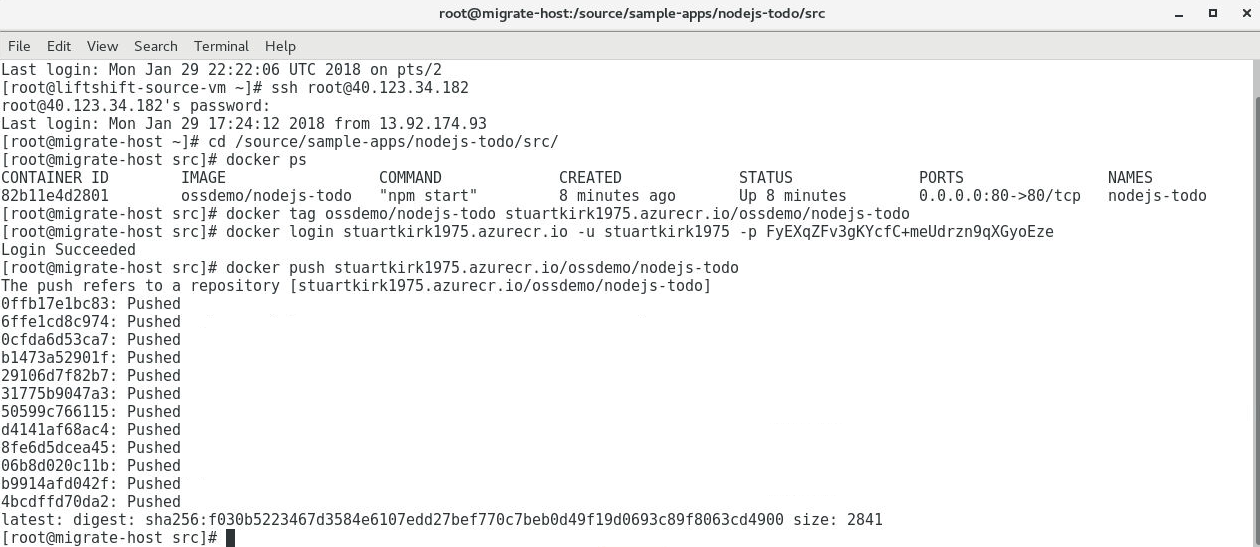 root@migrate-host:/source/sample-apps/nodejs-todo/src
File Edit View Search Terminal Help
Last login: Mon Jan 29 22:22:06 UTC 2018 on pts/2
[root@liftshift-source-vm ~]# ssh root@40.123.34.182
root@40.123.34.182's password:
Last login: Mon Jan 29 17:24:12 2018 from 13.92.174.93
[root@migrate-host ~]# cd /source/sample-apps/nodejs-todo/src/
[root@migrate-host src]# docker ps
CONTAINER ID IMAGE COMMAND CREATED STATUS PORTS NAMES
82b11e4d2801 ossdemo/nodejs-todo "npm start" 8 minutes ago Up 8 minutes 0.0.0.0:80->80/tcp nodejs-todo
[root@migrate-host src]# docker tag ossdemo/nodejs-todo stuartkirk1975.azurecr.io/ossdemo/nodejs-todo
[root@migrate-host src]# docker login stuartkirk1975.azurecr.io -u stuartkirk1975 -p FyEXqZFv3gKYcfC+meUdrzn9qXGyoEze
Login Succeeded
[root@migrate-host src]# docker push stuartkirk1975.azurecr.io/ossdemo/nodejs-todo
The push refers to a repository [stuartkirk1975.azurecr.io/ossdemo/nodejs-todo]
0ffb17e1bc83: Pushed
6ffe1cd8c974: Pushed
0cfda6d53ca7: Pushed
b1473a52901f: Pushed
29106d7f82b7: Pushed
31775b9047a3: Pushed
50599c766115: Pushed
d4141af68ac4: Pushed
8fe6d5dcea45: Pushed
06b8d020c11b: Pushed
b9914afd042f: Pushed
4bcdffd70da2: Pushed
latest: digest: sha256:f030b5223467d3584e6107edd27bef770c7beb0d49f19d0693c89f8063cd4900 size: 2841
[root@migrate-host src]#